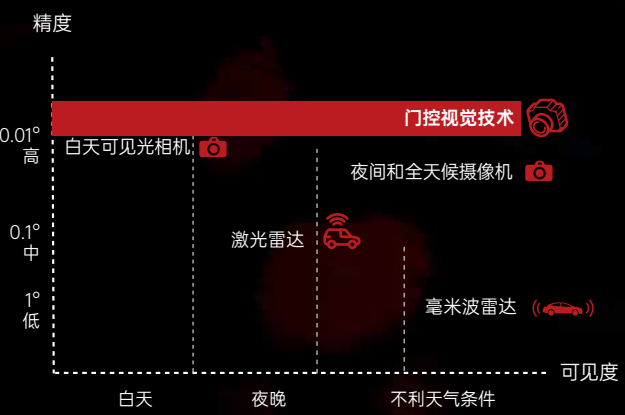 精度
门控视觉技术
0.01°
高
白天可见光相机
夜间和全天候摄像机
0.1°
中
激光雷达
1°
低
毫米波雷达
可见度
白天
夜晚
不利天气条件